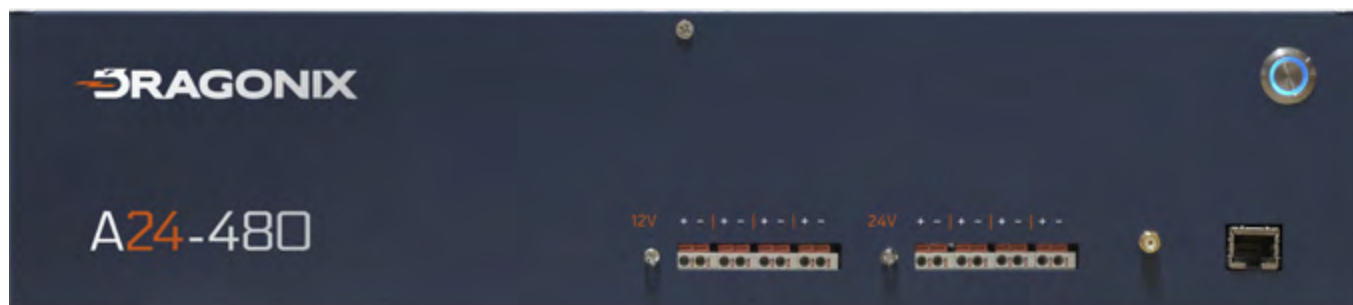 DRAGONIX
A24-480
12V + - | + - | + - | + -
24V + - | + - | + - | + -